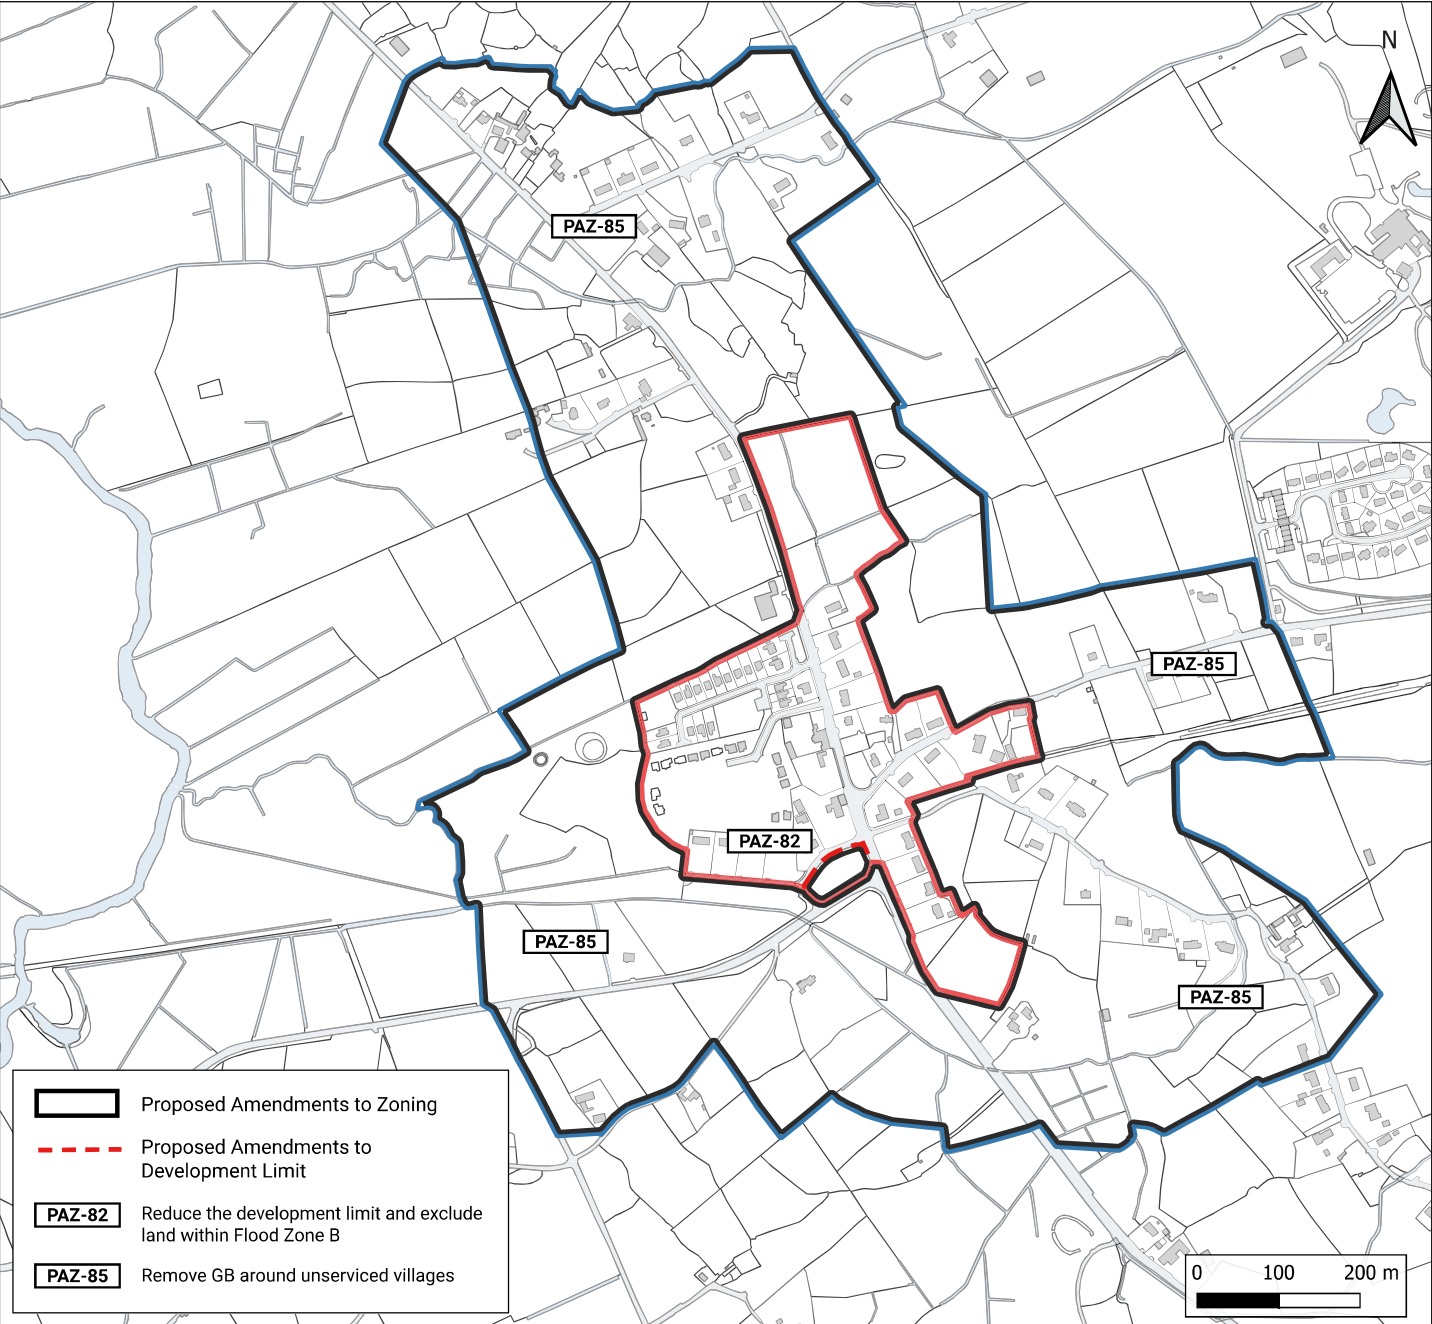 N
PAZ-85
PAZ-85
PAZ-82
PAZ-85
PAZ-85
Proposed Amendments to Zoning
Proposed Amendments to
Development Limit
PAZ-82 Reduce the development limit and exclude
land within Flood Zone B
PAZ-85 Remove GB around unserviced villages
0 100 200 m